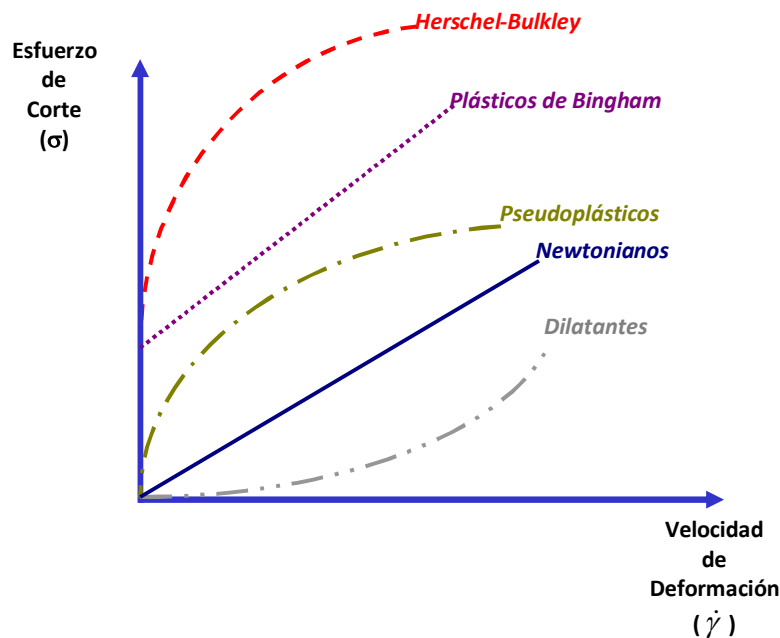 Herschel-Bulkley
Esfuerzo
de
Corte
(σ)
Plásticos de Bingham
Pseudoplásticos
Newtonianos
Dilatantes
Velocidad
de
Deformación
( γ̇ )